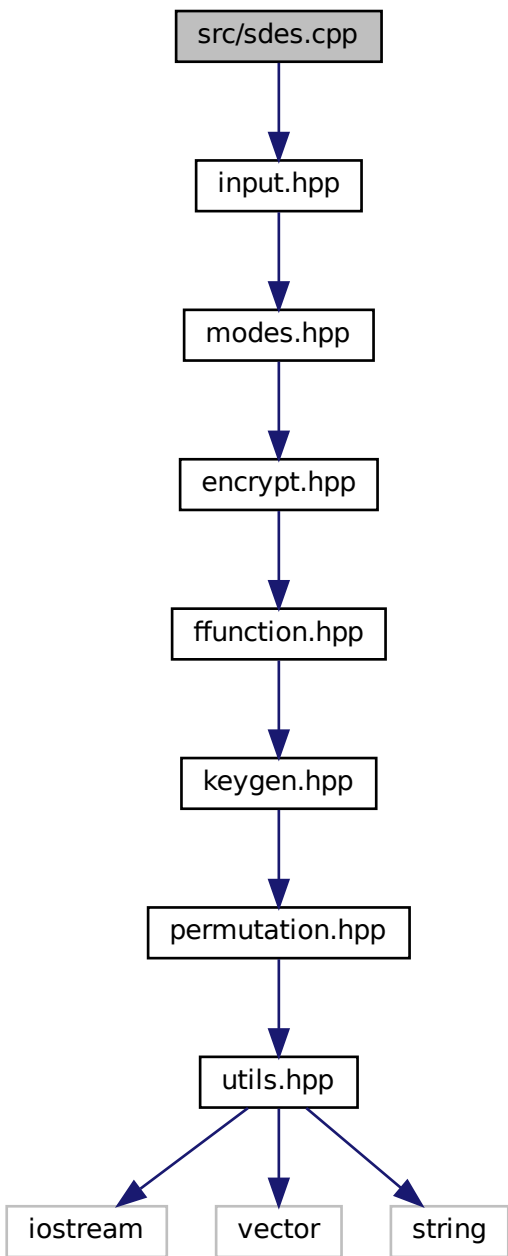 src/sdes.cpp
input.hpp
modes.hpp
encrypt.hpp
ffunction.hpp
keygen.hpp
permutation.hpp
utils.hpp
iostream
vector
string